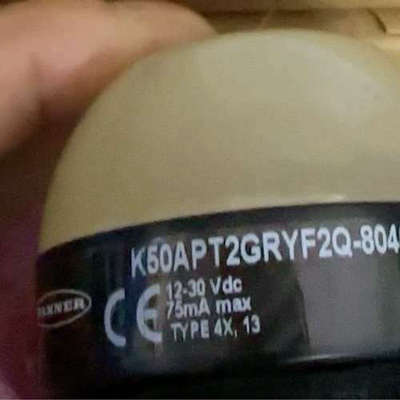 K50APT2GRYF2Q-804
BANNER
12-30 Vdc
CE
75mA max
TYPE 4X, 13